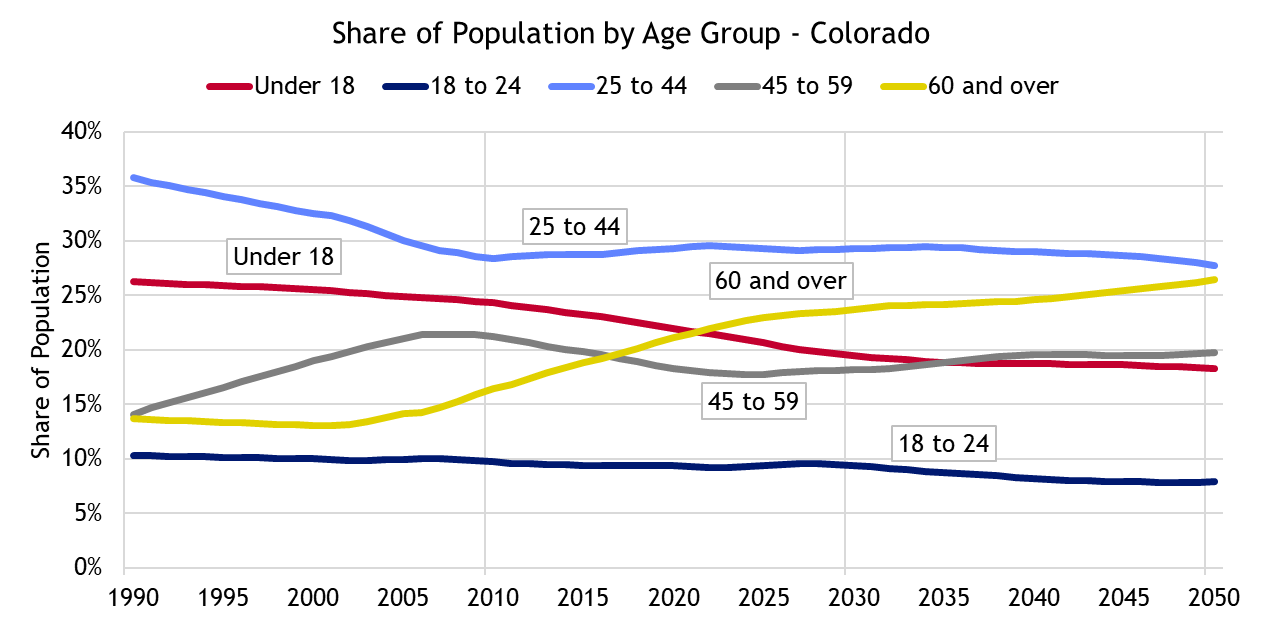 Share of Population by Age Group - Colorado
Under 18 18 to 24 25 to 44 45 to 59 60 and over
Share of Population
40%
35%
30%
25%
20%
15%
10%
5%
0%
25 to 44
Under 18
60 and over
45 to 59
18 to 24
1990 1995 2000 2005 2010 2015 2020 2025 2030 2035 2040 2045 2050